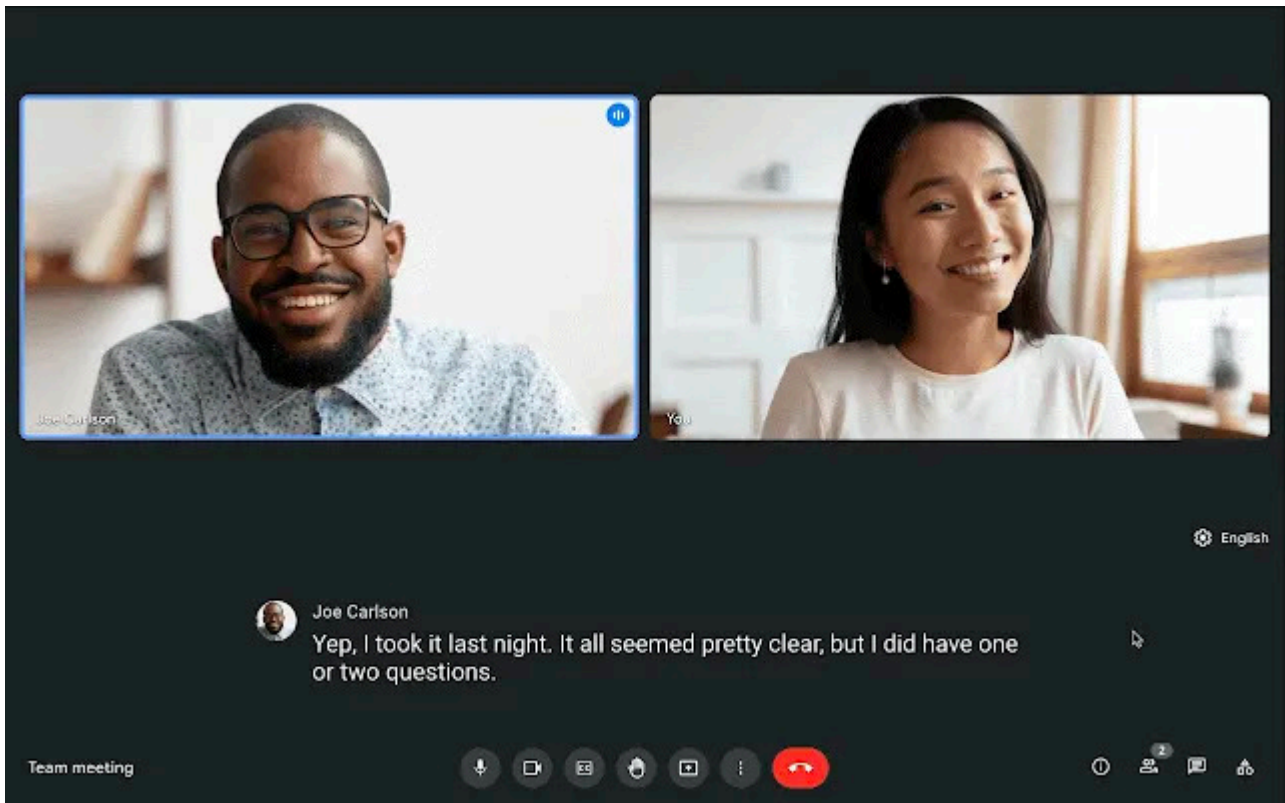 Joe Carlson
You
English
Joe Carlson
Yep, I took it last night. It all seemed pretty clear, but I did have one
or two questions.
Team meeting
CC
2